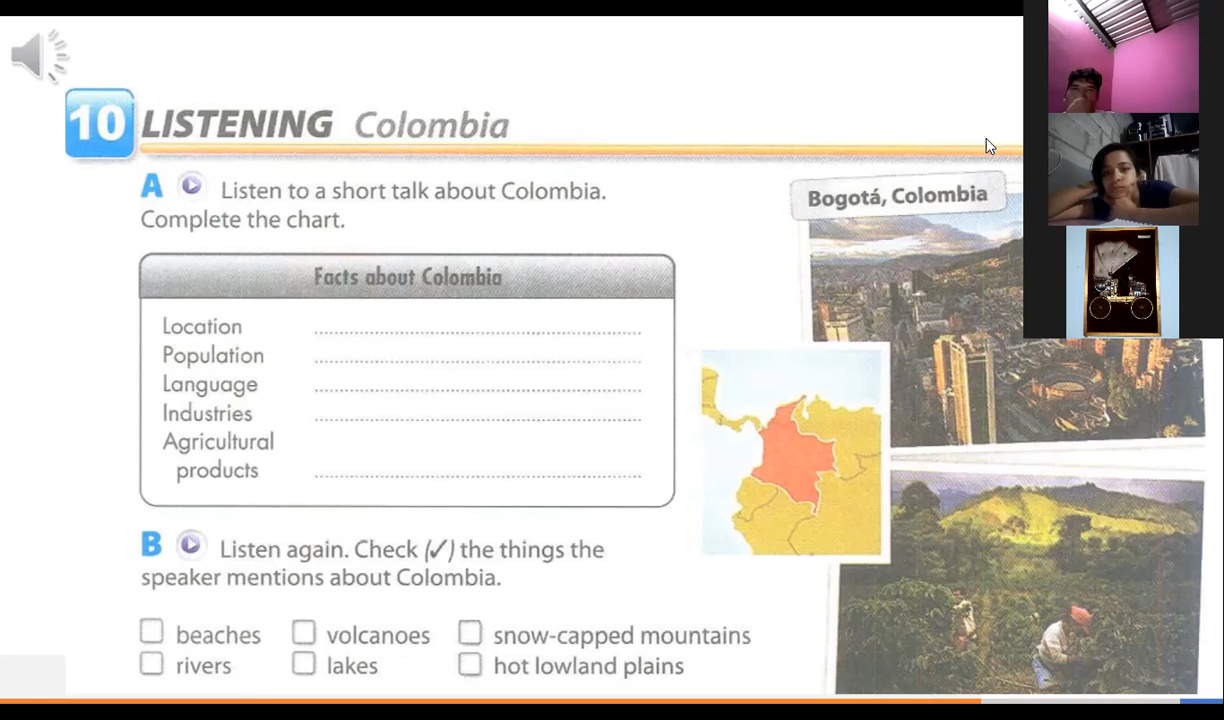 10 LISTENING Colombia
A Listen to a short talk about Colombia.
Complete the chart.
Bogotá, Colombia
Facts about Colombia
Location
Population
Language
Industries
Agricultural
products
B Listen again. Check (✓) the things the
speaker mentions about Colombia.
beaches volcanoes snow-capped mountains
rivers lakes hot lowland plains